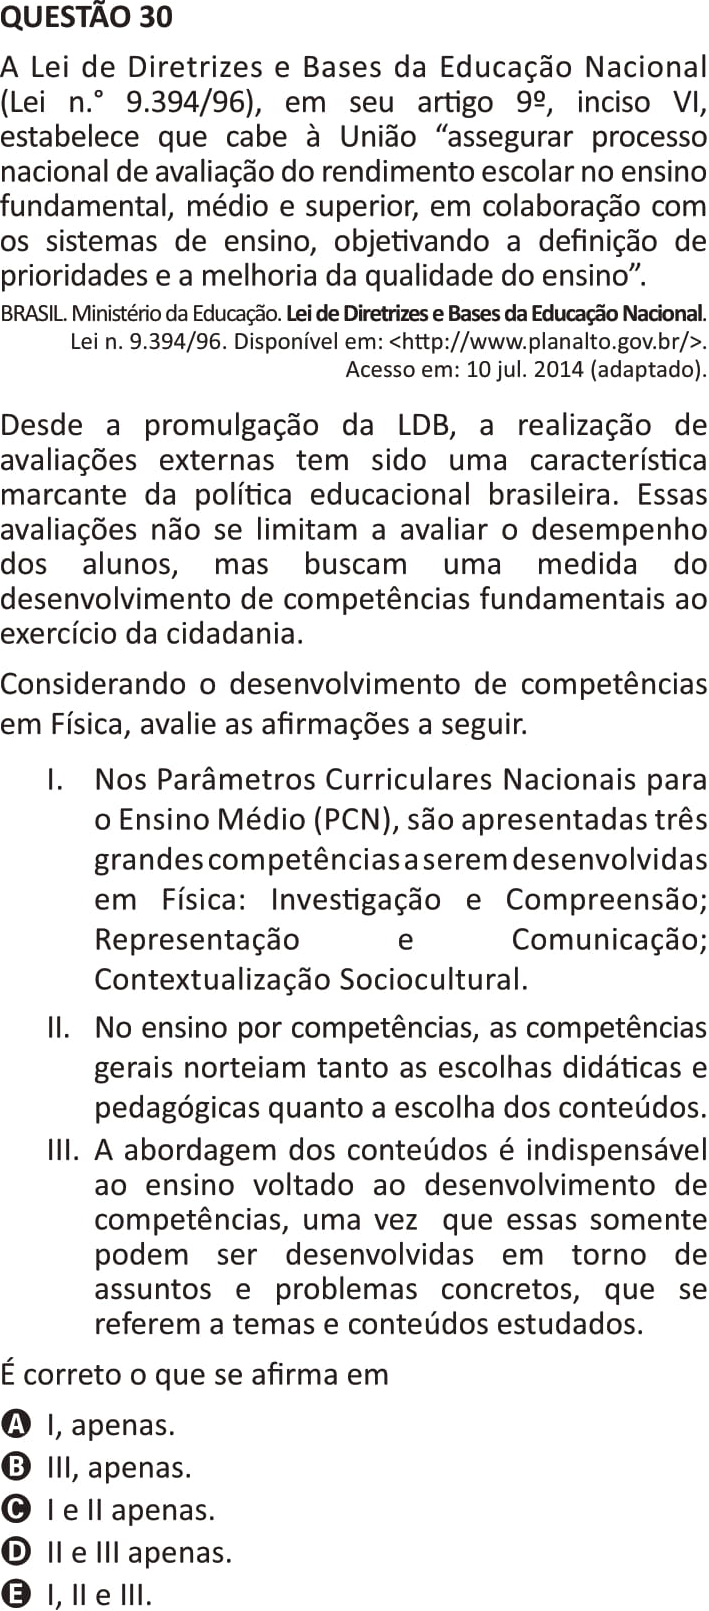 QUESTÃO 30
A Lei de Diretrizes e Bases da Educação Nacional
(Lei n.° 9.394/96), em seu artigo 9º, inciso VI,
estabelece que cabe à União “assegurar processo
nacional de avaliação do rendimento escolar no ensino
fundamental, médio e superior, em colaboração com
os sistemas de ensino, objetivando a definição de
prioridades e a melhoria da qualidade do ensino”.
BRASIL. Ministério da Educação. Lei de Diretrizes e Bases da Educação Nacional.
Lei n. 9.394/96. Disponível em: <http://www.planalto.gov.br/>.
Acesso em: 10 jul. 2014 (adaptado).
Desde a promulgação da LDB, a realização de
avaliações externas tem sido uma característica
marcante da política educacional brasileira. Essas
avaliações não se limitam a avaliar o desempenho
dos alunos, mas buscam uma medida do
desenvolvimento de competências fundamentais ao
exercício da cidadania.
Considerando o desenvolvimento de competências
em Física, avalie as afirmações a seguir.
I. Nos Parâmetros Curriculares Nacionais para
o Ensino Médio (PCN), são apresentadas três
grandes competências a serem desenvolvidas
em Física: Investigação e Compreensão;
Representação e Comunicação;
Contextualização Sociocultural.
II. No ensino por competências, as competências
gerais norteiam tanto as escolhas didáticas e
pedagógicas quanto a escolha dos conteúdos.
III. A abordagem dos conteúdos é indispensável
ao ensino voltado ao desenvolvimento de
competências, uma vez que essas somente
podem ser desenvolvidas em torno de
assuntos e problemas concretos, que se
referem a temas e conteúdos estudados.
É correto o que se afirma em
A I, apenas.
B III, apenas.
C I e II apenas.
D II e III apenas.
E I, II e III.